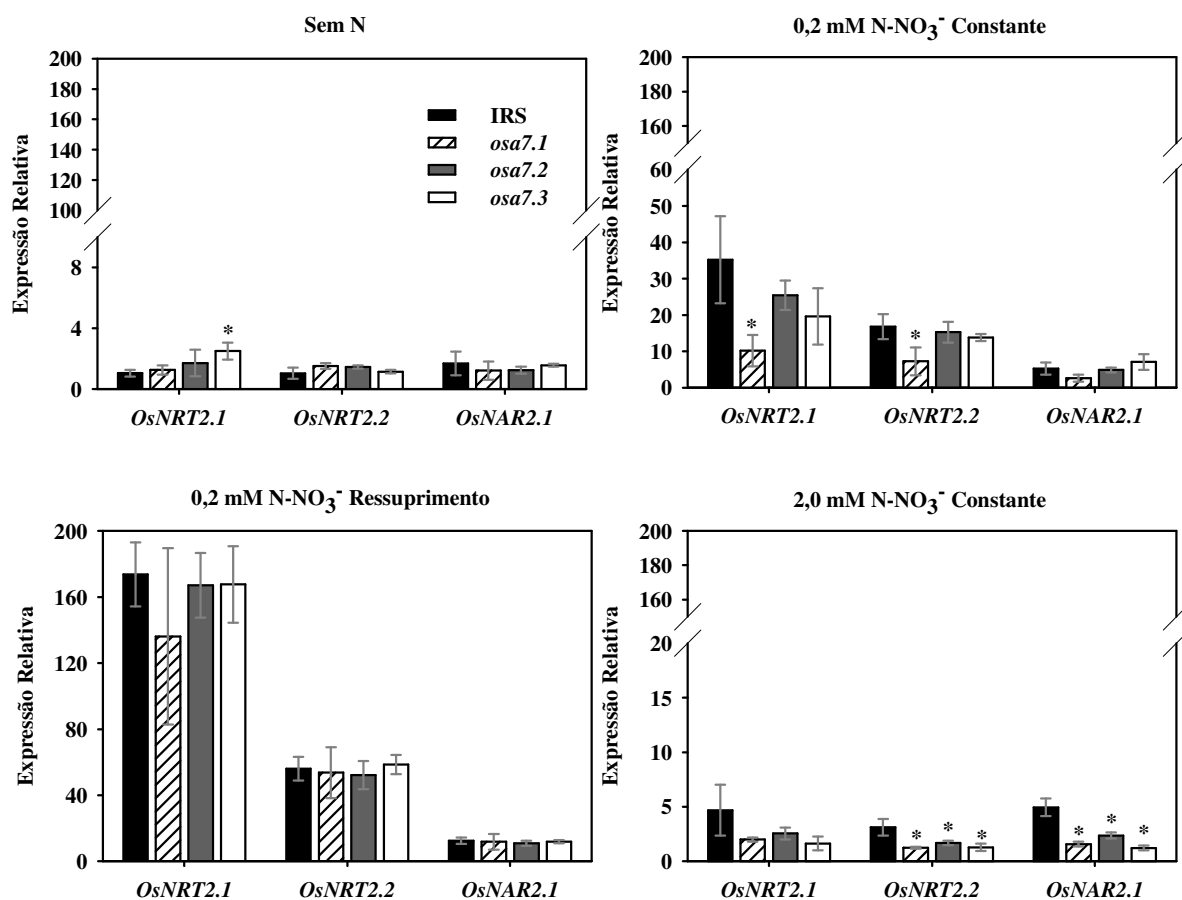 Sem N
200
180
160
140
120
100
8
4
0
Expressão Relativa
IRS
osa7.1
osa7.2
osa7.3
*
OsNRT2.1 OsNRT2.2 OsNAR2.1
0,2 mM N-NO3- Constante
200
180
160
60
50
40
30
20
10
0
Expressão Relativa
* *
OsNRT2.1 OsNRT2.2 OsNAR2.1
0,2 mM N-NO3- Ressuprimento
200
160
120
80
40
0
Expressão Relativa
OsNRT2.1 OsNRT2.2 OsNAR2.1
2,0 mM N-NO3- Constante
200
180
160
20
15
10
5
0
Expressão Relativa
* * * * * *
OsNRT2.1 OsNRT2.2 OsNAR2.1